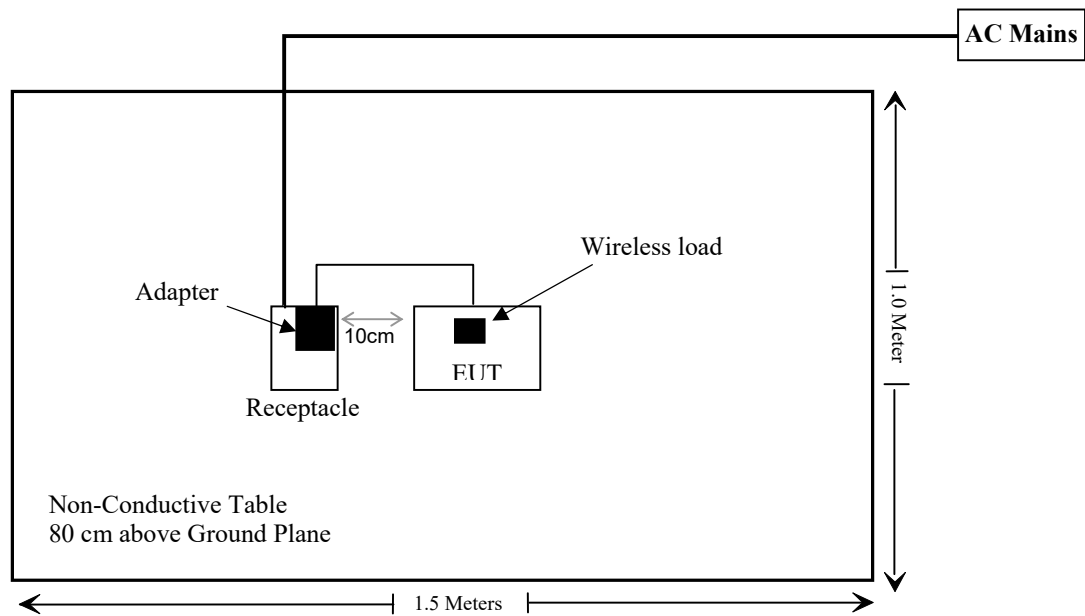 AC Mains
Wireless load
Adapter
10cm
EUT
Receptacle
1.0 Meter
Non-Conductive Table
80 cm above Ground Plane
1.5 Meters